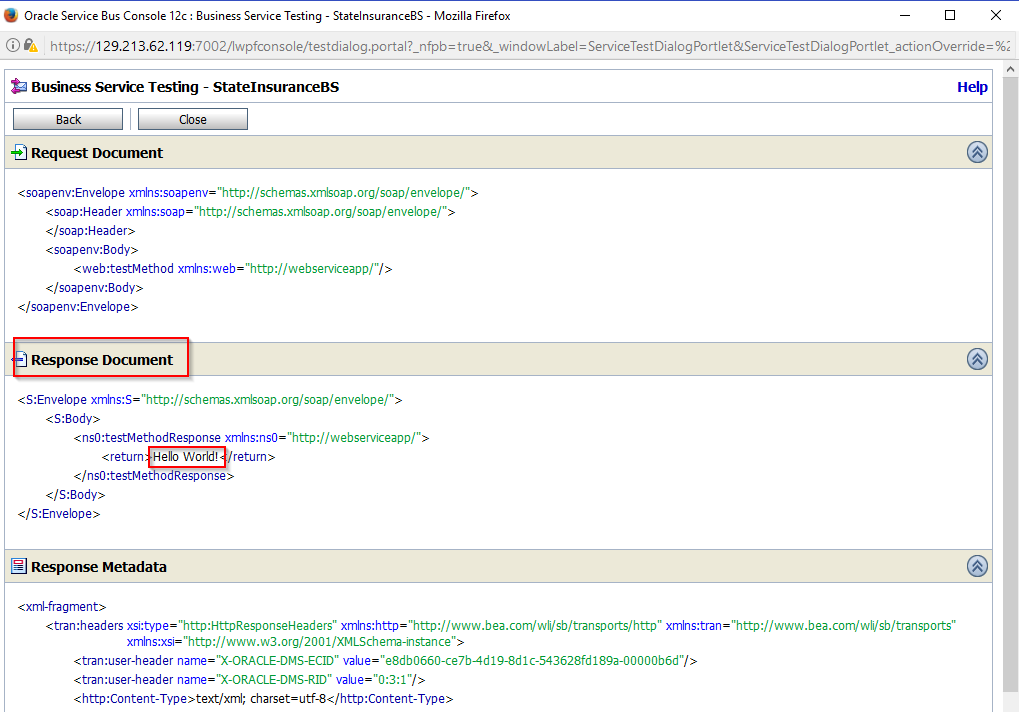 Oracle Service Bus Console 12c : Business Service Testing - StateInsuranceBS - Mozilla Firefox
https://129.213.62.119:7002/lwpfconsole/testdialog.portal?_nfpb=true&_windowLabel=ServiceTestDialogPortlet&ServiceTestDialogPortlet_actionOverride=%2
Business Service Testing - StateInsuranceBS Help
Back Close
Request Document
<soapenv:Envelope xmlns:soapenv="http://schemas.xmlsoap.org/soap/envelope/">
<soap:Header xmlns:soap="http://schemas.xmlsoap.org/soap/envelope/">
</soap:Header>
<soapenv:Body>
<web:testMethod xmlns:web="http://webserviceapp/"/>
</soapenv:Body>
</soapenv:Envelope>
Response Document
<S:Envelope xmlns:S="http://schemas.xmlsoap.org/soap/envelope/">
<S:Body>
<ns0:testMethodResponse xmlns:ns0="http://webserviceapp/">
<return>Hello World!</return>
</ns0:testMethodResponse>
</S:Body>
</S:Envelope>
Response Metadata
<xml-fragment>
<tran:headers xsi:type="http:HttpResponseHeaders" xmlns:http="http://www.bea.com/wli/sb/transports/http" xmlns:tran="http://www.bea.com/wli/sb/transports"
xmlns:xsi="http://www.w3.org/2001/XMLSchema-instance">
<tran:user-header name="X-ORACLE-DMS-ECID" value="e8db0660-ce7b-4d19-8d1c-543628fd189a-00000b6d"/>
<tran:user-header name="X-ORACLE-DMS-RID" value="0:3:1"/>
<http:Content-Type>text/xml; charset=utf-8</http:Content-Type>